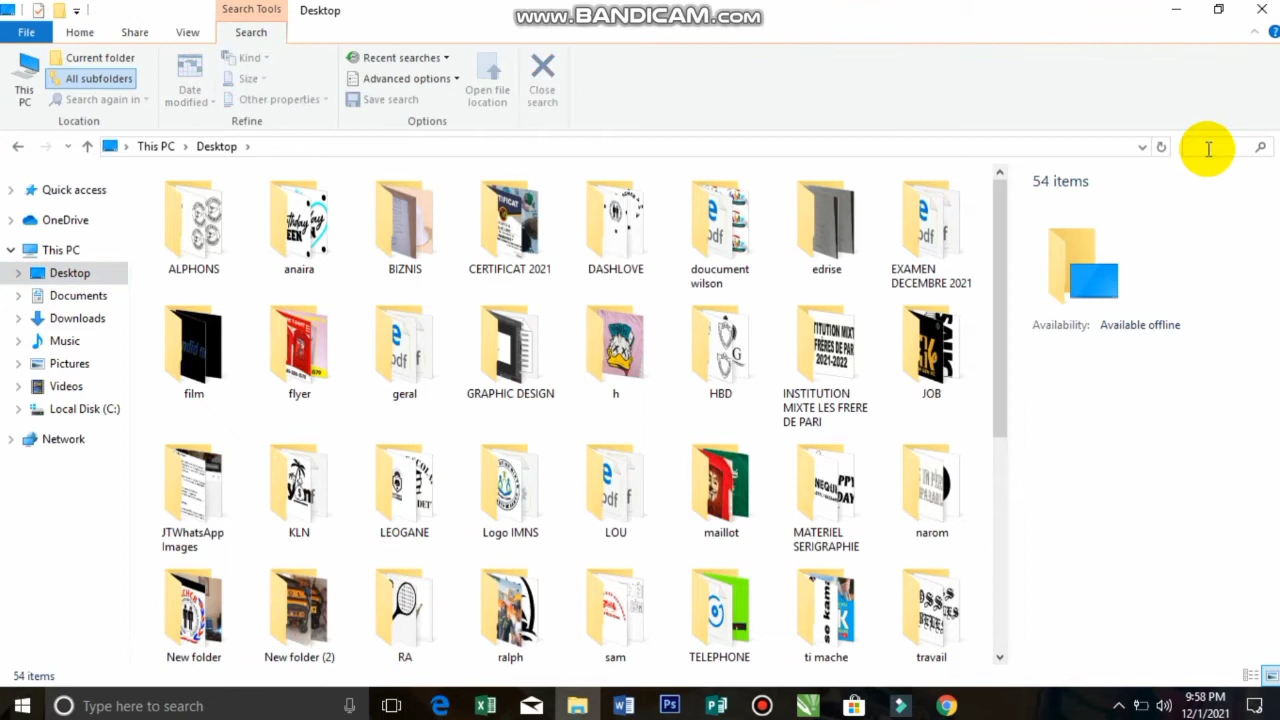 Search Tools
Desktop
www.BANDICAM.com
File
Home
Share
View
Search
This PC
Current folder
All subfolders
Search again in
Location
Date modified
Kind
Size
Other properties
Refine
Recent searches
Advanced options
Save search
Open file location
Options
Close search
This PC
Desktop
54 items
Availability: Available offline
Quick access
OneDrive
This PC
Desktop
Documents
Downloads
Music
Pictures
Videos
Local Disk (C:)
Network
ALPHONS
anaira
BIZNIS
CERTIFICAT 2021
DASHLOVE
doucument wilson
edrise
EXAMEN DECEMBRE 2021
film
flyer
geral
GRAPHIC DESIGN
h
HBD
INSTITUTION MIXTE LES FRERE DE PARI
JOB
JTWhatsApp Images
KLN
LEOGANE
Logo IMNS
LOU
maillot
MATERIEL SERIGRAPHIE
narom
New folder
New folder (2)
RA
ralph
sam
TELEPHONE
ti mache
travail
54 items
Type here to search
9:58 PM
12/1/2021